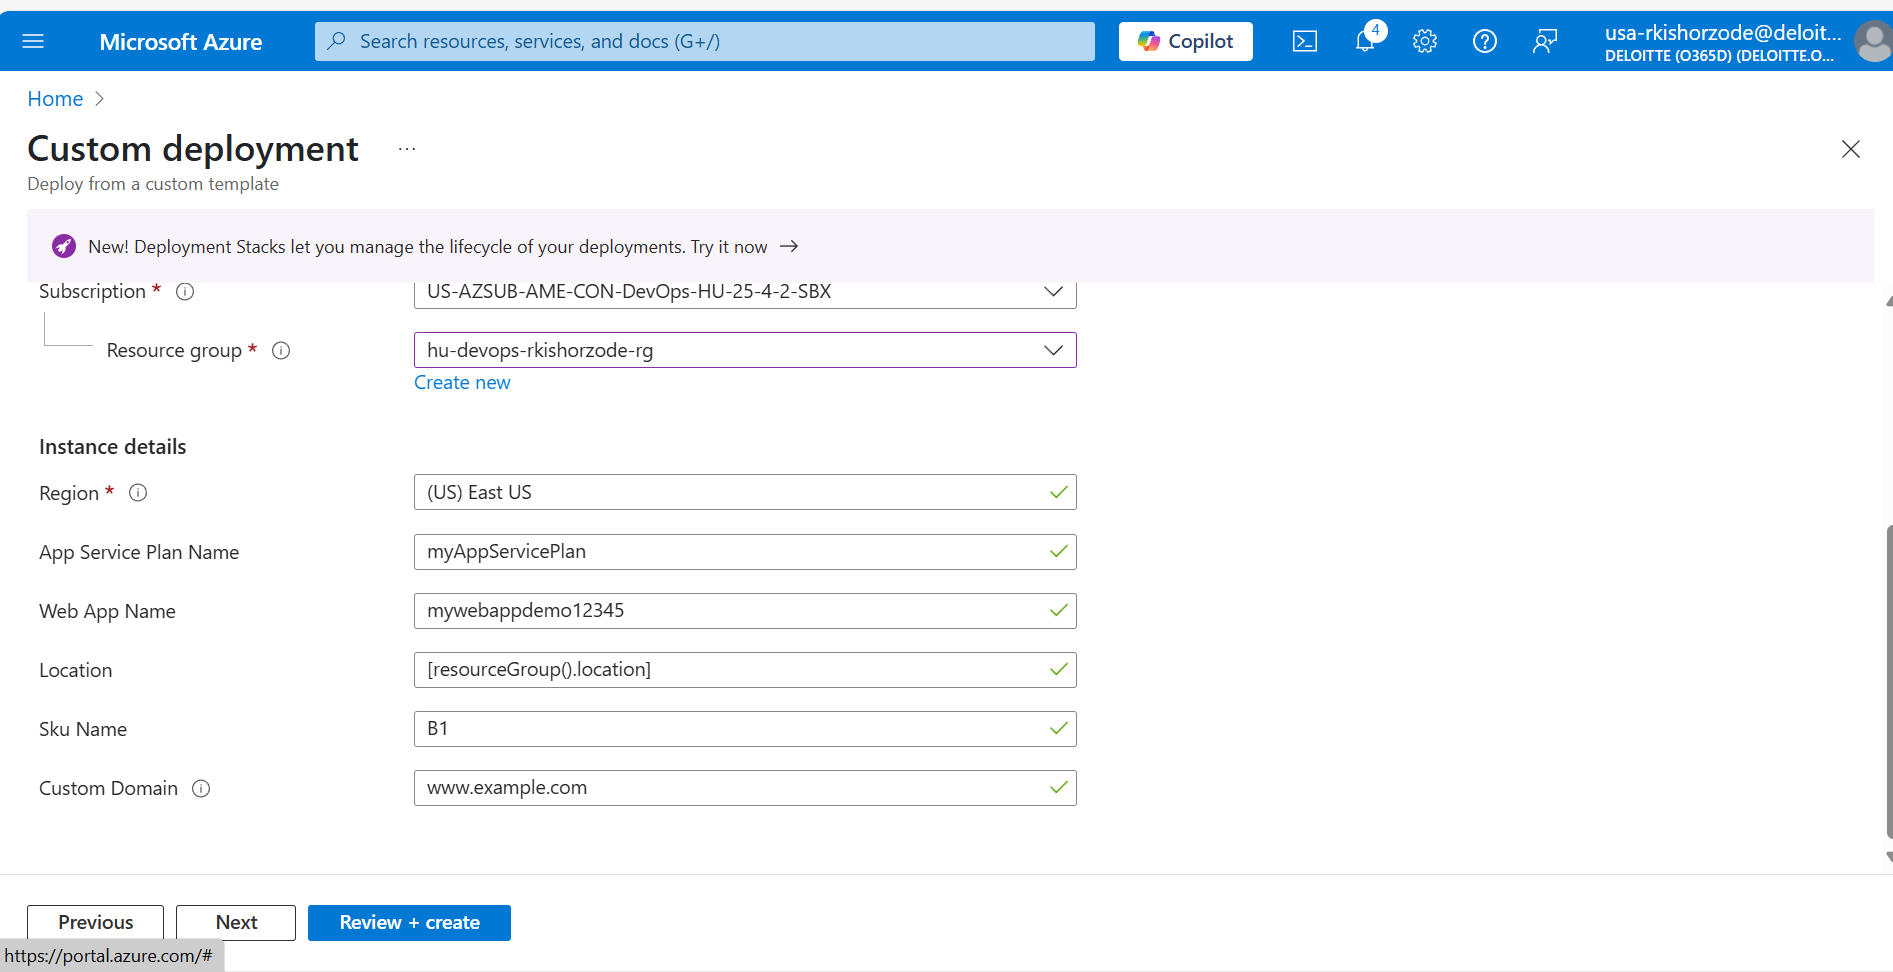 Microsoft Azure
Search resources, services, and docs (G+/)
Copilot
4
usa-rkishorzode@deloit...
DELOITTE (O365D) (DELOITTE.O...
Home
Custom deployment
...
Deploy from a custom template
New! Deployment Stacks let you manage the lifecycle of your deployments. Try it now →
Subscription *
US-AZSUB-AME-CON-DevOps-HU-25-4-2-SBX
Resource group *
hu-devops-rkishorzode-rg
Create new
Instance details
Region *
(US) East US
App Service Plan Name
myAppServicePlan
Web App Name
mywebappdemo12345
Location
[resourceGroup().location]
Sku Name
B1
Custom Domain
www.example.com
Previous
Next
Review + create
https://portal.azure.com/#